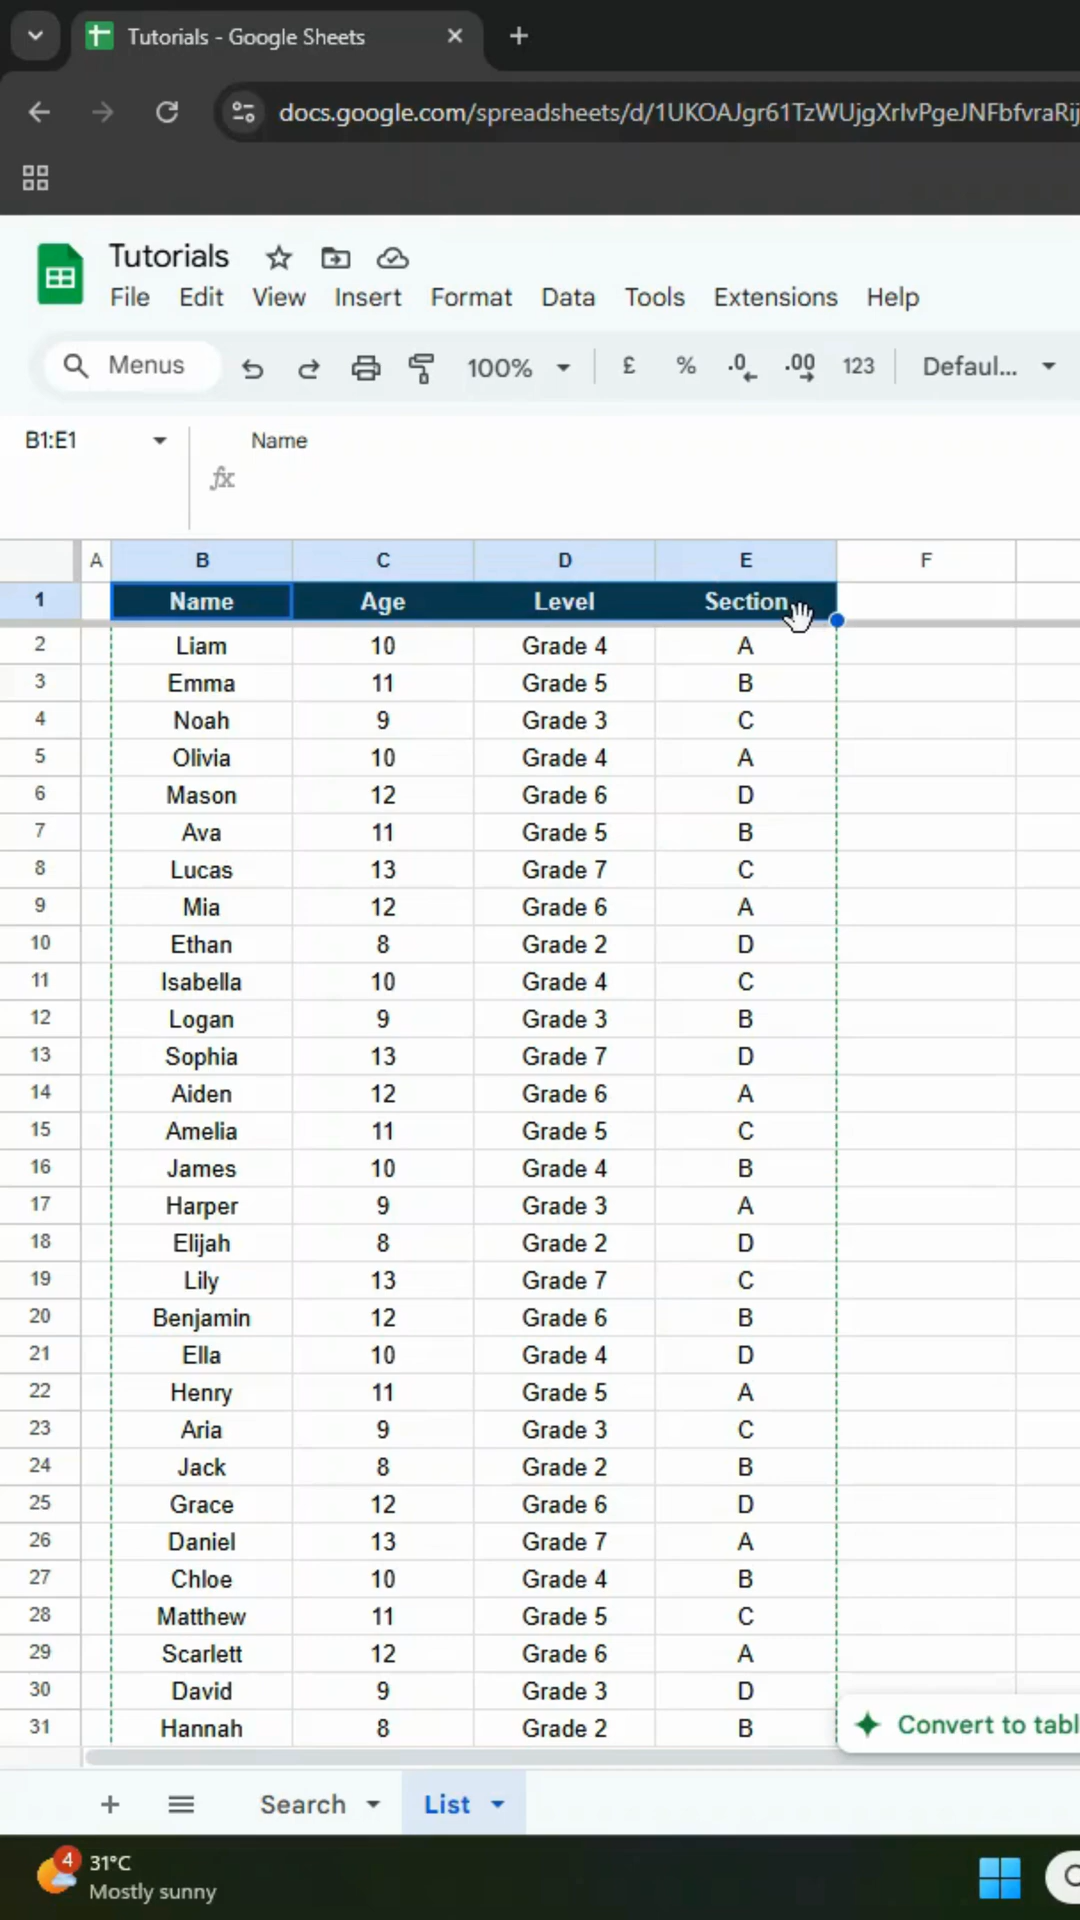 Tutorials - Google Sheets
docs.google.com/spreadsheets/d/1UKOAJgr61TzWUjgXrlvPgeJNFbfvraRij
Tutorials
File Edit View Insert Format Data Tools Extensions Help
Menus 100% £ % .0 .00 123 Defaul...
B1:E1 Name
fx
A B C D E F
1 Name Age Level Section
2 Liam 10 Grade 4 A
3 Emma 11 Grade 5 B
4 Noah 9 Grade 3 C
5 Olivia 10 Grade 4 A
6 Mason 12 Grade 6 D
7 Ava 11 Grade 5 B
8 Lucas 13 Grade 7 C
9 Mia 12 Grade 6 A
10 Ethan 8 Grade 2 D
11 Isabella 10 Grade 4 C
12 Logan 9 Grade 3 B
13 Sophia 13 Grade 7 D
14 Aiden 12 Grade 6 A
15 Amelia 11 Grade 5 C
16 James 10 Grade 4 B
17 Harper 9 Grade 3 A
18 Elijah 8 Grade 2 D
19 Lily 13 Grade 7 C
20 Benjamin 12 Grade 6 B
21 Ella 10 Grade 4 D
22 Henry 11 Grade 5 A
23 Aria 9 Grade 3 C
24 Jack 8 Grade 2 B
25 Grace 12 Grade 6 D
26 Daniel 13 Grade 7 A
27 Chloe 10 Grade 4 B
28 Matthew 11 Grade 5 C
29 Scarlett 12 Grade 6 A
30 David 9 Grade 3 D
31 Hannah 8 Grade 2 B
Convert to tabl
Search List
4 31°C
Mostly sunny